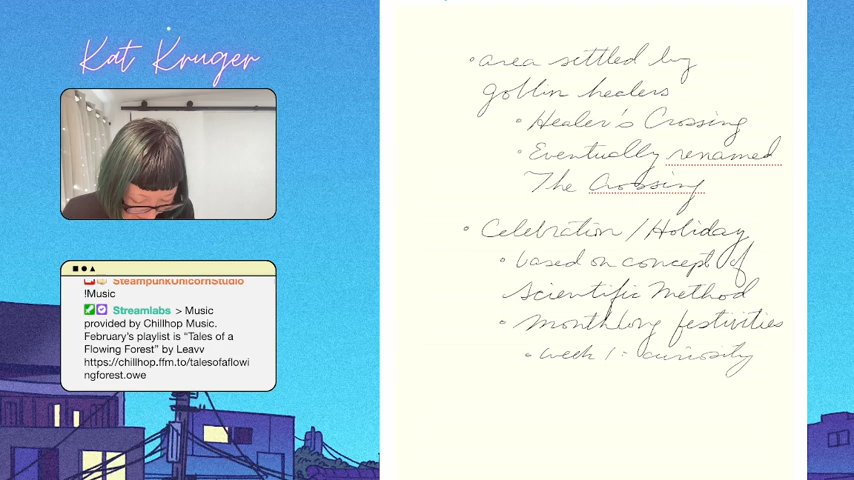 Kat Kruger
SteampunkUnicornStudio
!Music
Streamlabs > Music
provided by Chillhop Music.
February's playlist is "Tales of a
Flowing Forest" by Leavv
https://chillhop.ffm.to/talesofaflowi
ngforest.owe
• area settled by
goblin healers
• Healer's Crossing
• Eventually renamed
The Crossing
• Celebration / Holiday
• based on concept of
scientific method
• monthlong festivities
• week 1: curiosity